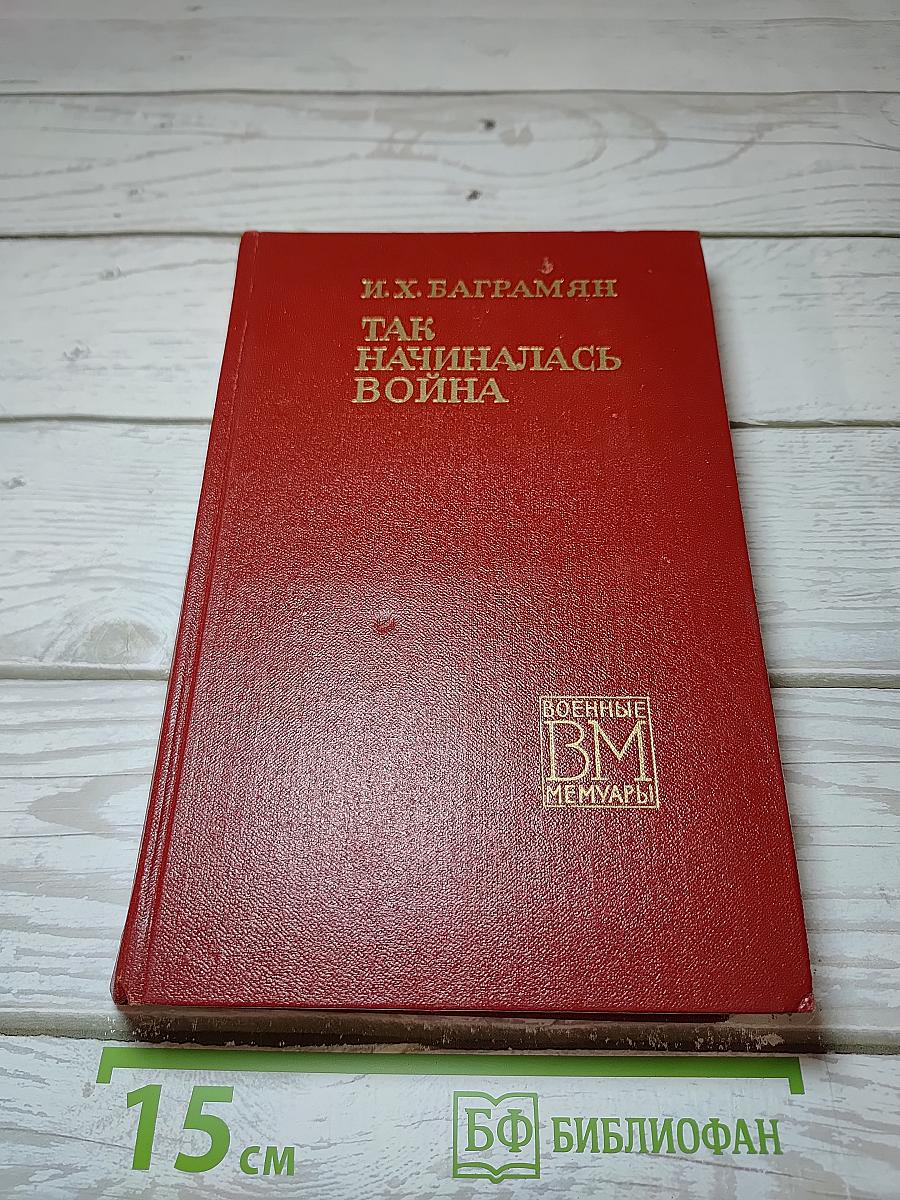 И. Х. БАГРАМЯН
ТАК
НАЧИНАЛАСЬ
ВОЙНА
ВОЕННЫЕ
ВМ
МЕМУАРЫ
15 см
БФ БИБЛИОФАН